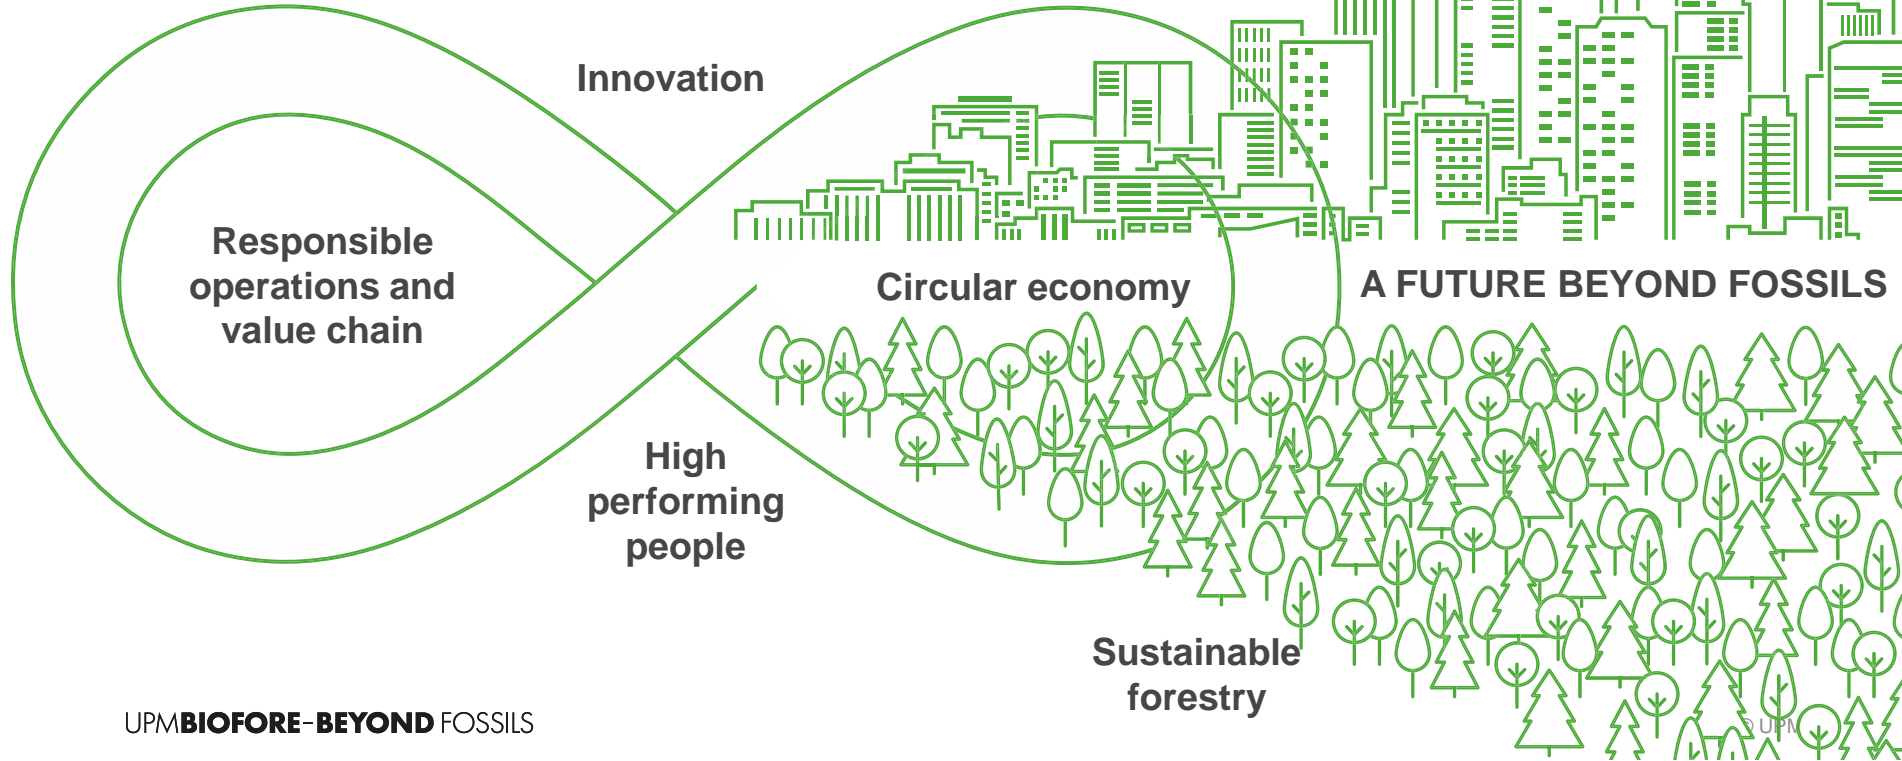 Innovation
Responsible
operations and
value chain
Circular economy
A FUTURE BEYOND FOSSILS
High
performing
people
Sustainable
forestry
UPMBIOFORE–BEYOND FOSSILS
© UPM